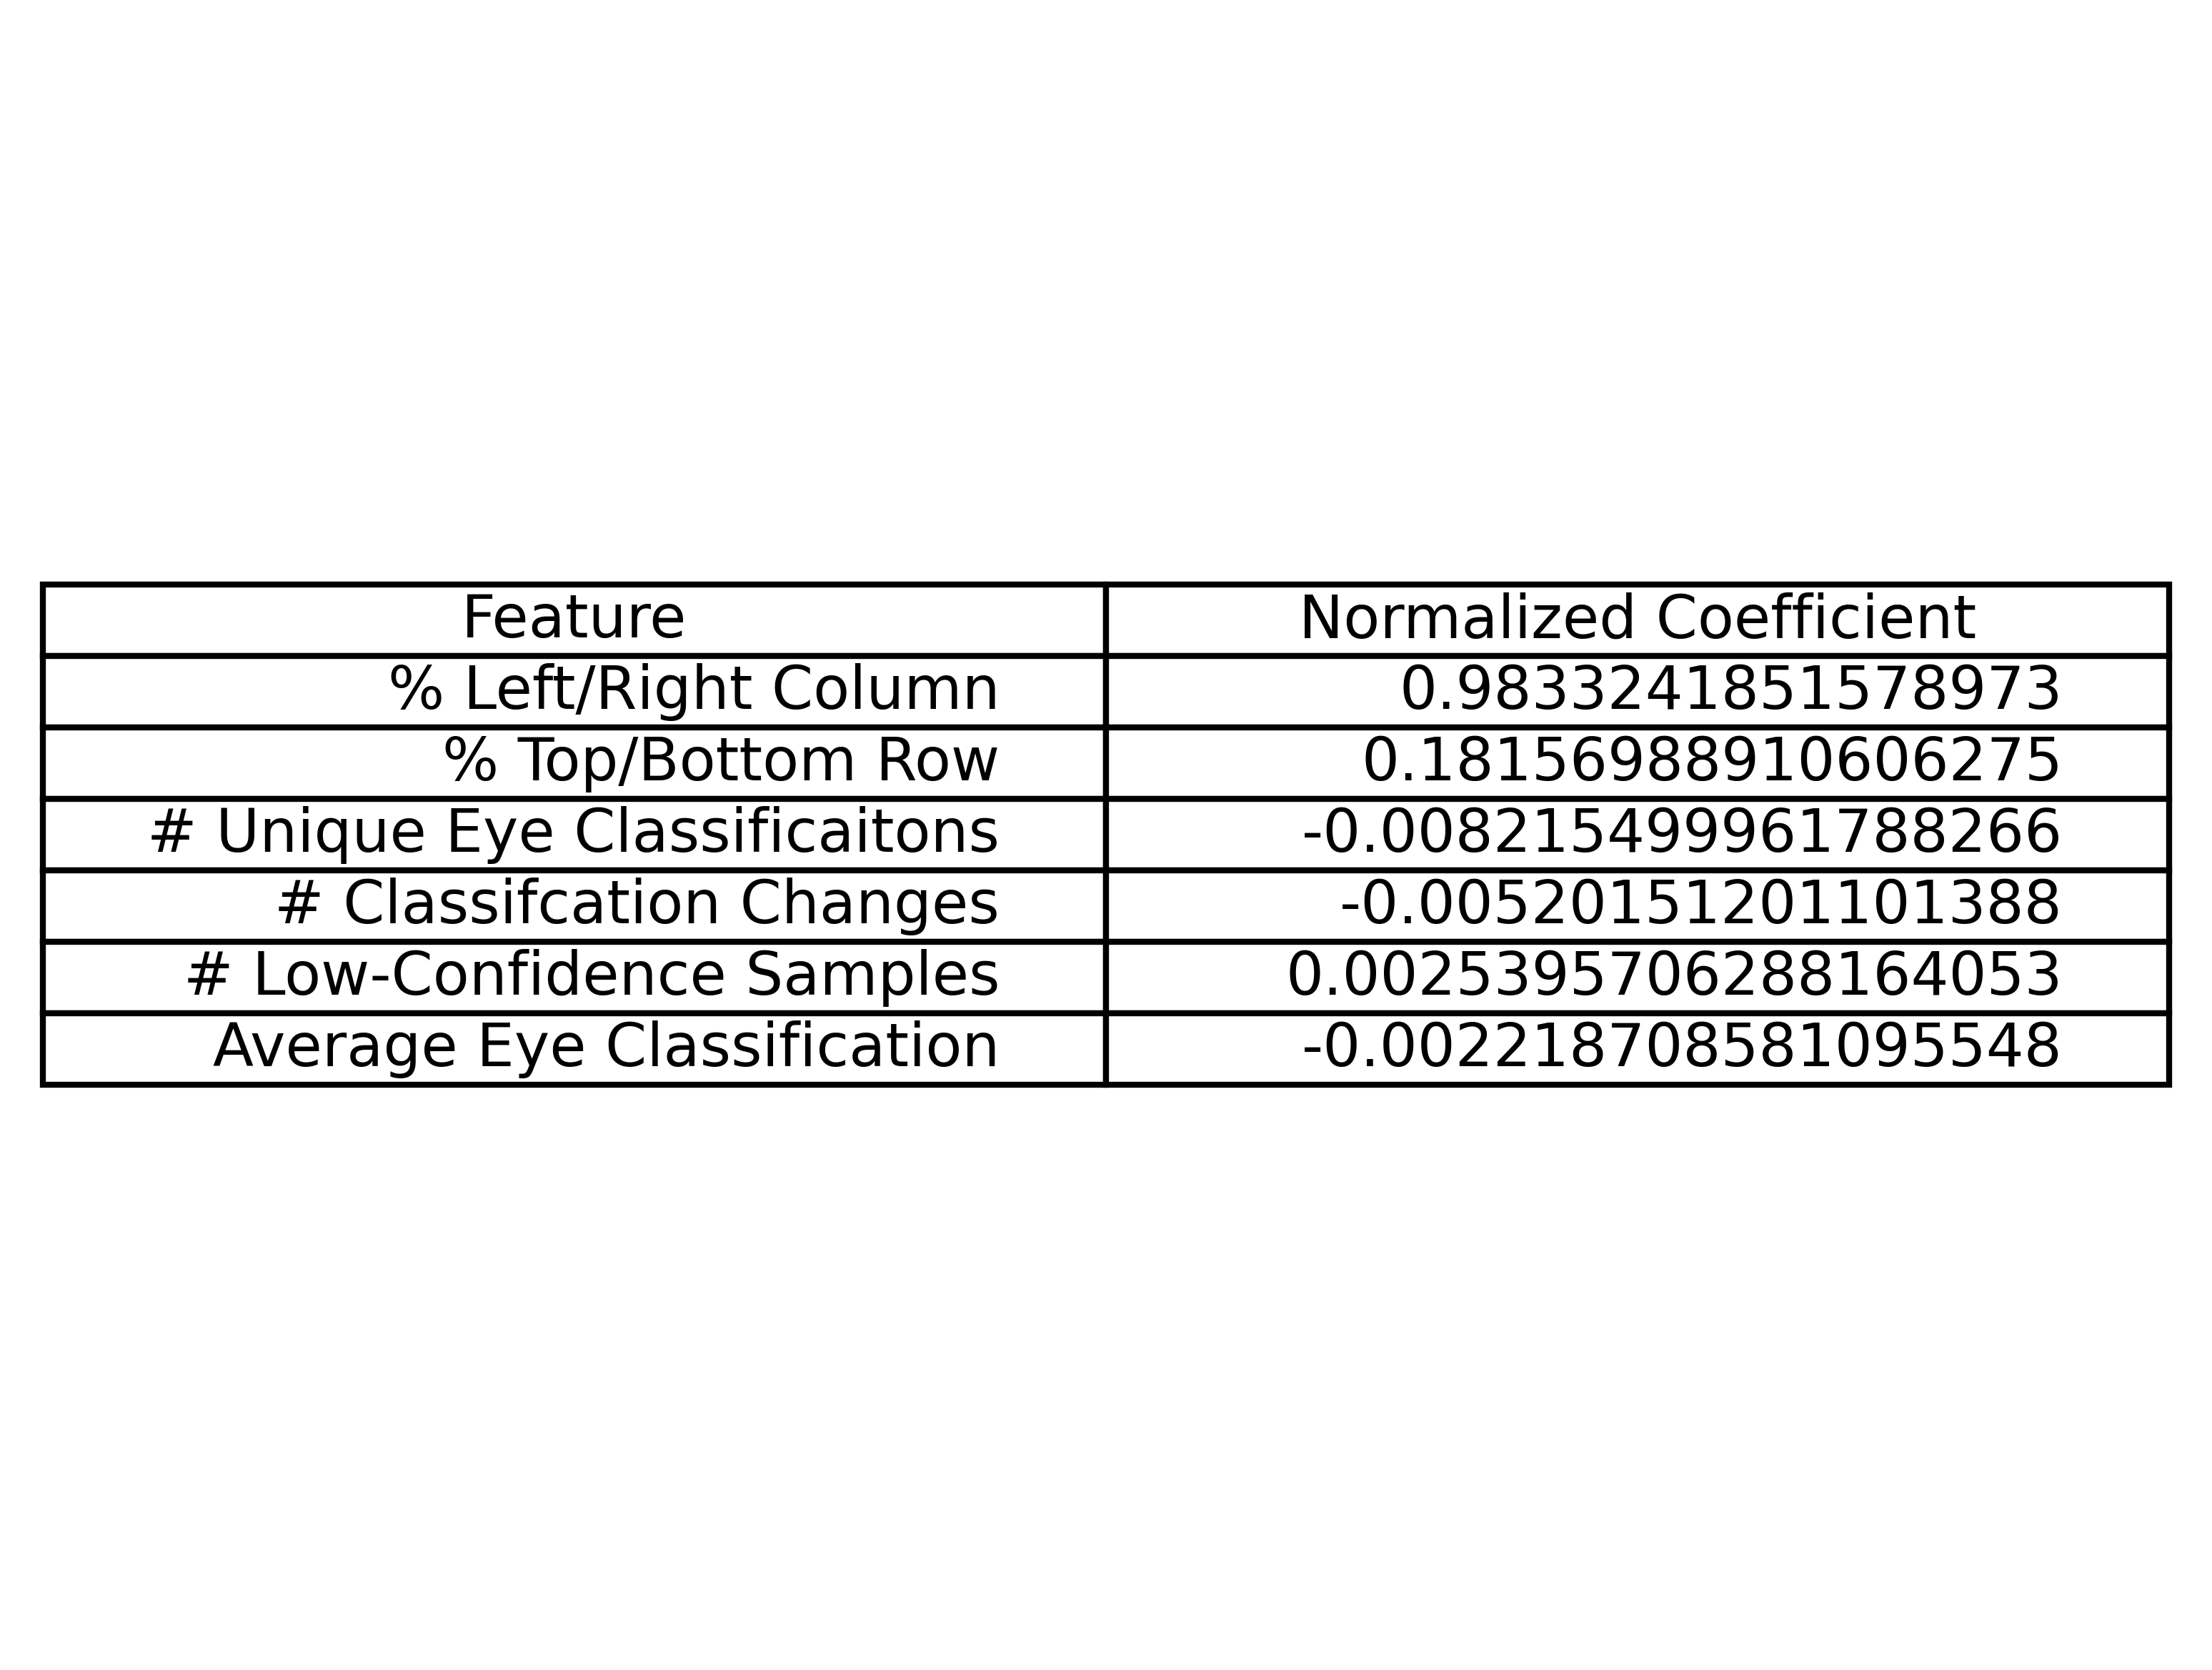 Feature Normalized Coefficient
% Left/Right Column 0.9833241851578973
% Top/Bottom Row 0.18156988910606275
# Unique Eye Classificaitons -0.008215499961788266
# Classifcation Changes -0.00520151201101388
# Low-Confidence Samples 0.0025395706288164053
Average Eye Classification -0.002218708581095548